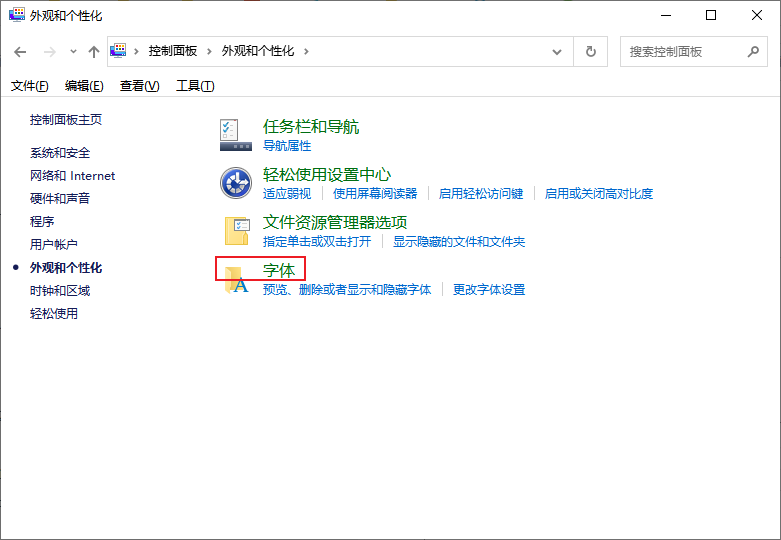 外观和个性化
控制面板 外观和个性化
搜索控制面板
文件(F) 编辑(E) 查看(V) 工具(T)
控制面板主页
系统和安全
网络和 Internet
硬件和声音
程序
用户帐户
外观和个性化
时钟和区域
轻松使用
任务栏和导航
导航属性
轻松使用设置中心
适应弱视 使用屏幕阅读器 启用轻松访问键 启用或关闭高对比度
文件资源管理器选项
指定单击或双击打开 显示隐藏的文件和文件夹
字体
预览、删除或者显示和隐藏字体 更改字体设置